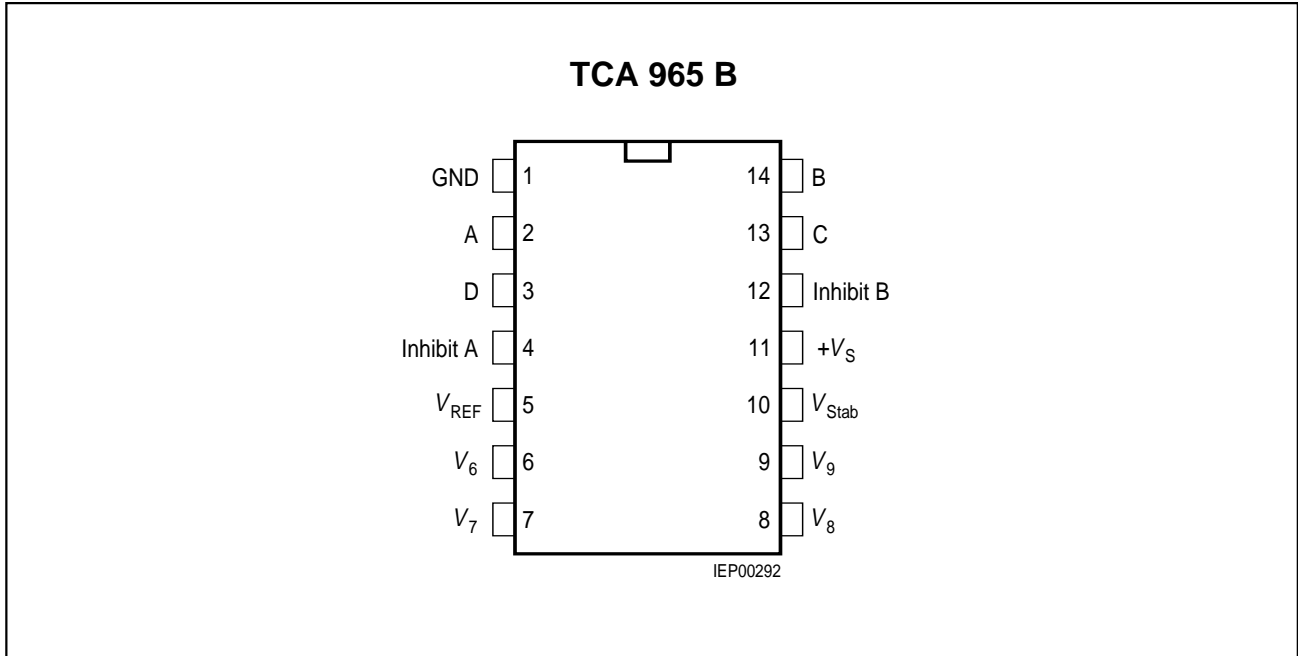 TCA 965 B
GND 1 14 B
A 2 13 C
D 3 12 Inhibit B
Inhibit A 4 11 +VS
VREF 5 10 VStab
V6 6 9 V9
V7 7 8 V8
IEP00292